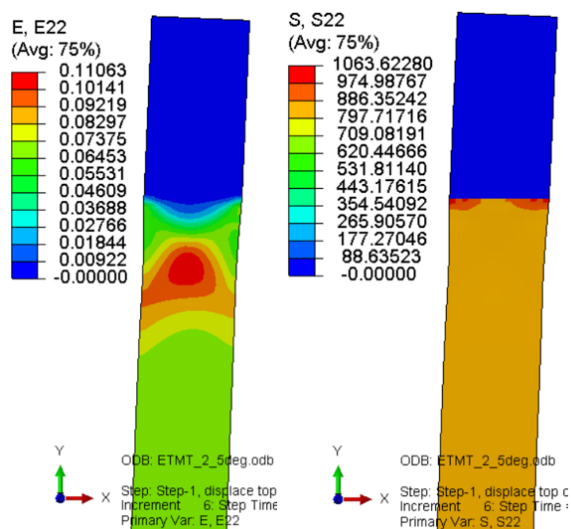 E, E22
(Avg: 75%)
0.11063
0.10141
0.09219
0.08297
0.07375
0.06453
0.05531
0.04609
0.03688
0.02766
0.01844
0.00922
-0.00000
Y
X
ODB: ETMT_2_5deg.odb
Step: Step-1, displace top
Increment 6: Step Time
Primary Var: E, E22
S, S22
(Avg: 75%)
1063.62280
974.98767
886.35242
797.71716
709.08191
620.44666
531.81140
443.17615
354.54092
265.90570
177.27046
88.63523
-0.00000
Y
X
ODB: ETMT_2_5deg.odb
Step: Step-1, displace top
Increment 6: Step Time =
Primary Var: S, S22